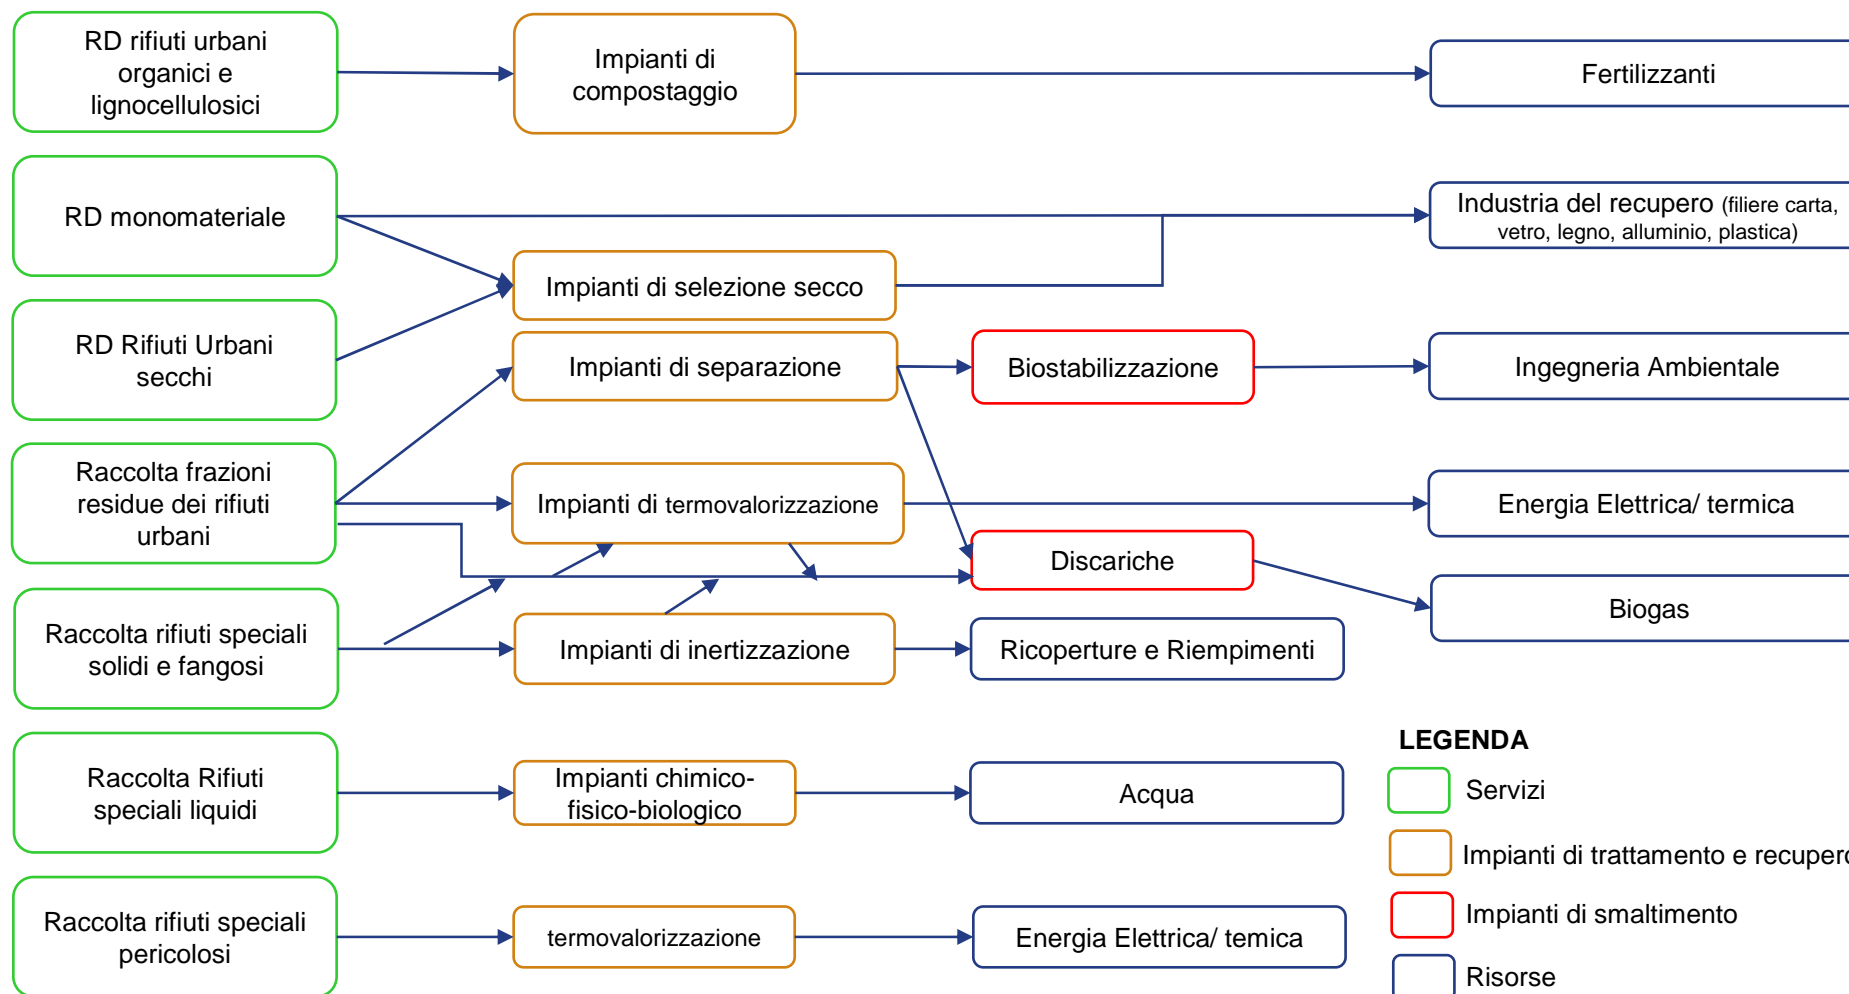 RD rifiuti urbani
organici e
lignocellulosici
Impianti di
compostaggio
Fertilizzanti
RD monomateriale
Industria del recupero (filiere carta,
vetro, legno, alluminio, plastica)
Impianti di selezione secco
RD Rifiuti Urbani
secchi
Impianti di separazione
Biostabilizzazione
Ingegneria Ambientale
Raccolta frazioni
residue dei rifiuti
urbani
Impianti di termovalorizzazione
Energia Elettrica/ termica
Discariche
Biogas
Raccolta rifiuti speciali
solidi e fangosi
Impianti di inertizzazione
Ricoperture e Riempimenti
Raccolta Rifiuti
speciali liquidi
Impianti chimico-
fisico-biologico
Acqua
Raccolta rifiuti speciali
pericolosi
termovalorizzazione
Energia Elettrica/ temica
LEGENDA
Servizi
Impianti di trattamento e recupero
Impianti di smaltimento
Risorse